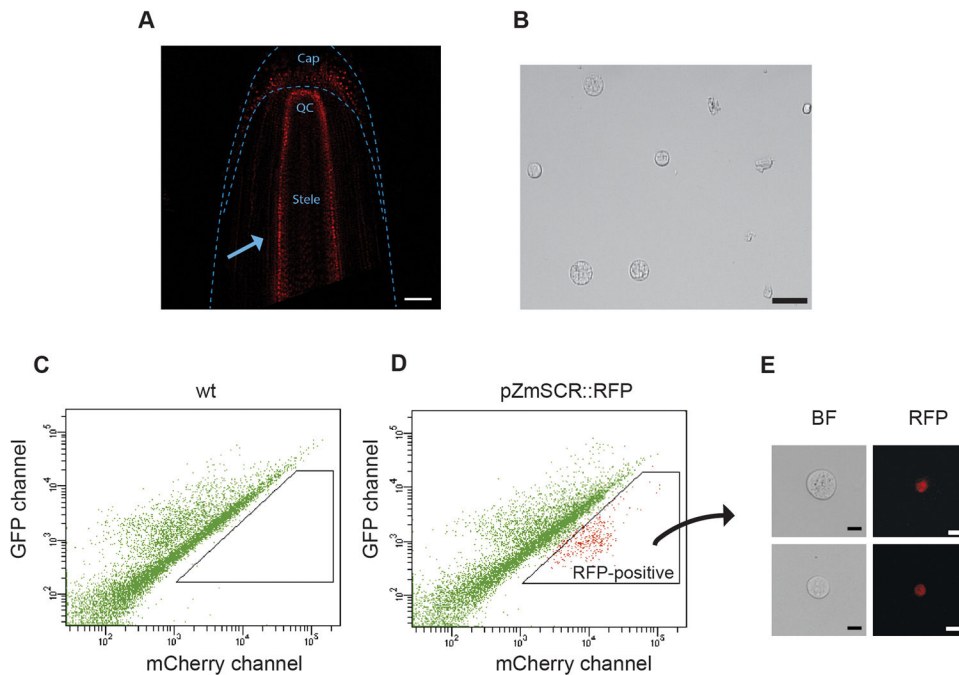 A
B
Cap
QC
Stele
C
wt
D
pZmSCR::RFP
E
BF
RFP
GFP channel
10^5
10^4
10^3
10^2
10^2
10^3
10^4
10^5
mCherry channel
GFP channel
10^5
10^4
10^3
10^2
RFP-positive
10^2
10^3
10^4
10^5
mCherry channel